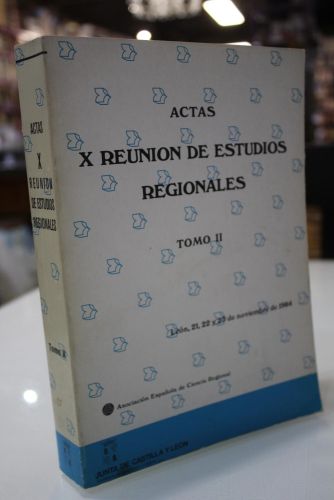 ACTAS
X REUNION DE ESTUDIOS
REGIONALES
TOMO II
León, 21, 22 y 23 de noviembre de 1984
Asociación Española de Ciencia Regional
JUNTA DE CASTILLA Y LEON
ACTAS
X
REUNION
DE ESTUDIOS
REGIONALES
Tomo II